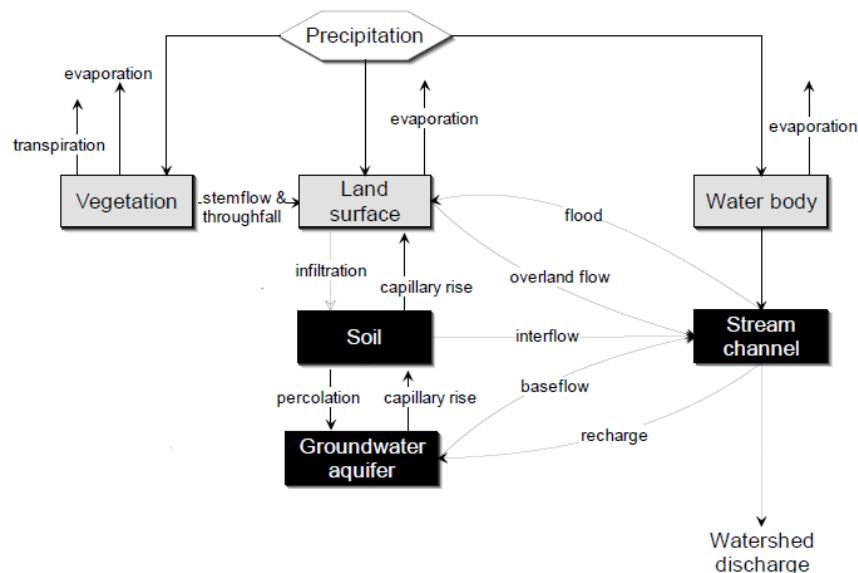 Precipitation
evaporation
transpiration
evaporation
evaporation
Vegetation
stemflow &
throughfall
Land
surface
Water body
flood
infiltration
capillary rise
overland flow
Soil
interflow
Stream
channel
percolation
capillary rise
baseflow
Groundwater
aquifer
recharge
Watershed
discharge